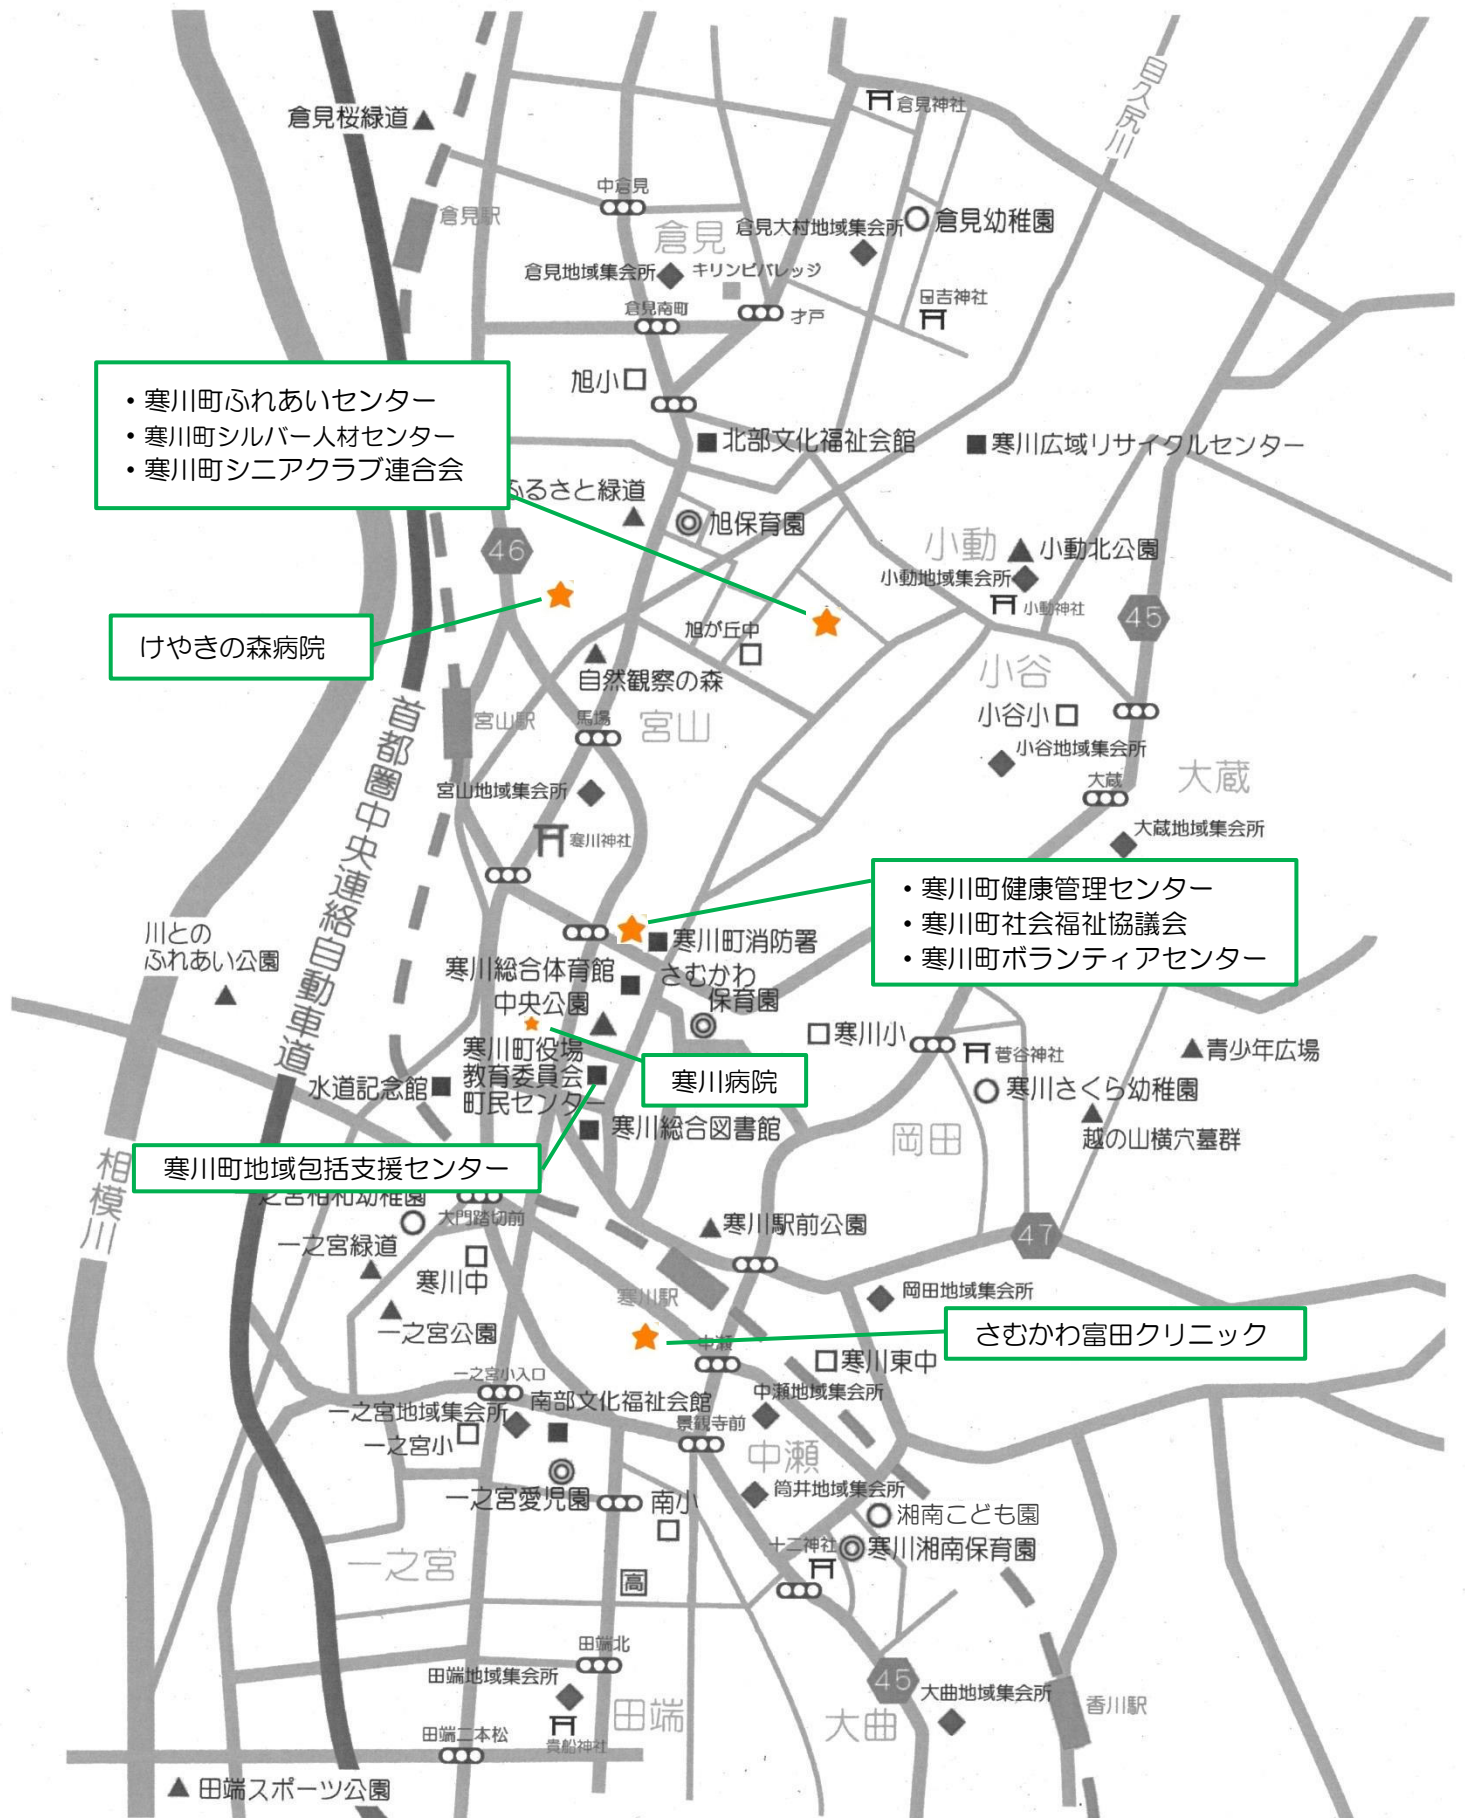 倉見桜緑道
倉見神社
目久尻川
中倉見
倉見駅
倉見
倉見大村地域集会所
倉見幼稚園
倉見地域集会所
キリンビバレッジ
倉見南町
才戸
日吉神社
旭小
・寒川町ふれあいセンター
・寒川町シルバー人材センター
・寒川町シニアクラブ連合会
北部文化福祉会館
寒川広域リサイクルセンター
ふるさと緑道
旭保育園
46
小動
小動北公園
小動地域集会所
小動神社
45
けやきの森病院
旭が丘中
自然観察の森
小谷
小谷小
宮山駅
馬場
宮山
小谷地域集会所
大蔵
大蔵
宮山地域集会所
首都圏中央連絡自動車道
寒川神社
大蔵地域集会所
・寒川町健康管理センター
・寒川町社会福祉協議会
・寒川町ボランティアセンター
川との
ふれあい公園
寒川町消防署
寒川総合体育館
さむかわ
保育園
中央公園
寒川小
菅谷神社
青少年広場
寒川町役場
教育委員会
町民センター
寒川病院
水道記念館
寒川さくら幼稚園
寒川総合図書館
岡田
越の山横穴墓群
寒川町地域包括支援センター
相模川
一之宮相和幼稚園
大門踏切前
一之宮緑道
寒川中
寒川駅前公園
47
寒川駅
岡田地域集会所
一之宮公園
さむかわ富田クリニック
中瀬
寒川東中
一之宮小入口
中瀬地域集会所
一之宮地域集会所
南部文化福祉会館
景観寺前
一之宮小
中瀬
一之宮愛児園
南小
筒井地域集会所
湘南こども園
十二神社
寒川湘南保育園
一之宮
高
田端北
田端地域集会所
45
大曲地域集会所
香川駅
田端
大曲
田端二本松
貴船神社
田端スポーツ公園